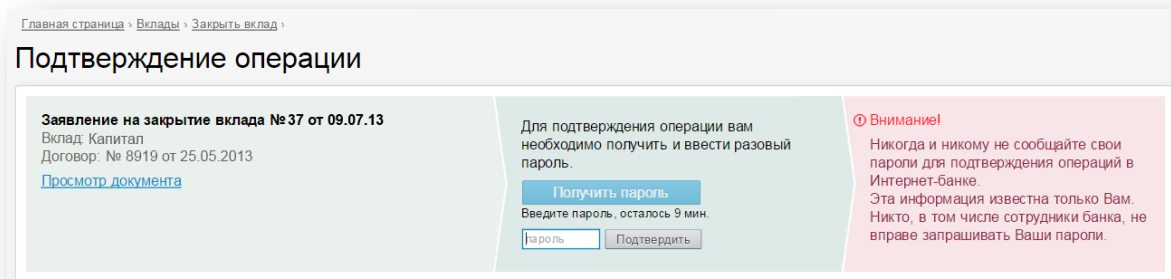 Главная страница › Вклады › Закрыть вклад ›
Подтверждение операции
Заявление на закрытие вклада № 37 от 09.07.13
Вклад: Капитал
Договор: № 8919 от 25.05.2013
Просмотр документа
Для подтверждения операции вам
необходимо получить и ввести разовый
пароль.
Получить пароль
Введите пароль, осталось 9 мин.
пароль
Подтвердить
Внимание!
Никогда и никому не сообщайте свои
пароли для подтверждения операций в
Интернет-банке.
Эта информация известна только Вам.
Никто, в том числе сотрудники банка, не
вправе запрашивать Ваши пароли.